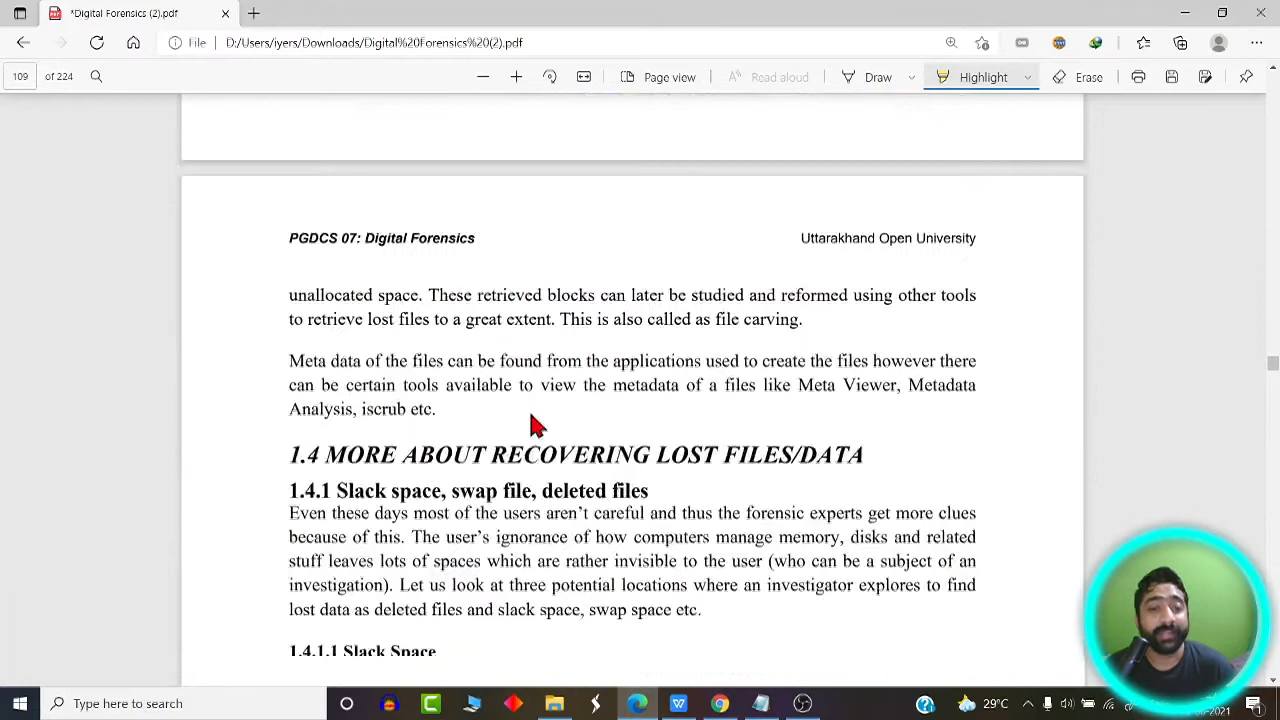 *Digital Forensics (2).pdf
File D:/Users/iyers/Downloads/Digital%20Forensics%20(2).pdf
109 of 224 Page view Read aloud Draw Highlight Erase
PGDCS 07: Digital Forensics Uttarakhand Open University
unallocated space. These retrieved blocks can later be studied and reformed using other tools
to retrieve lost files to a great extent. This is also called as file carving.
Meta data of the files can be found from the applications used to create the files however there
can be certain tools available to view the metadata of a files like Meta Viewer, Metadata
Analysis, iscrub etc.
1.4 MORE ABOUT RECOVERING LOST FILES/DATA
1.4.1 Slack space, swap file, deleted files
Even these days most of the users aren’t careful and thus the forensic experts get more clues
because of this. The user’s ignorance of how computers manage memory, disks and related
stuff leaves lots of spaces which are rather invisible to the user (who can be a subject of an
investigation). Let us look at three potential locations where an investigator explores to find
lost data as deleted files and slack space, swap space etc.
1.4.1.1 Slack Space
Type here to search 29°C